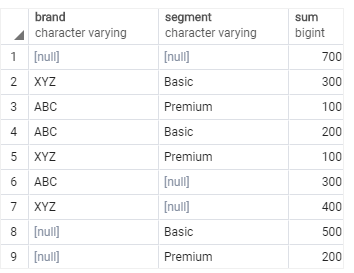 brand segment sum
character varying character varying bigint
1 [null] [null] 700
2 XYZ Basic 300
3 ABC Premium 100
4 ABC Basic 200
5 XYZ Premium 100
6 ABC [null] 300
7 XYZ [null] 400
8 [null] Basic 500
9 [null] Premium 200